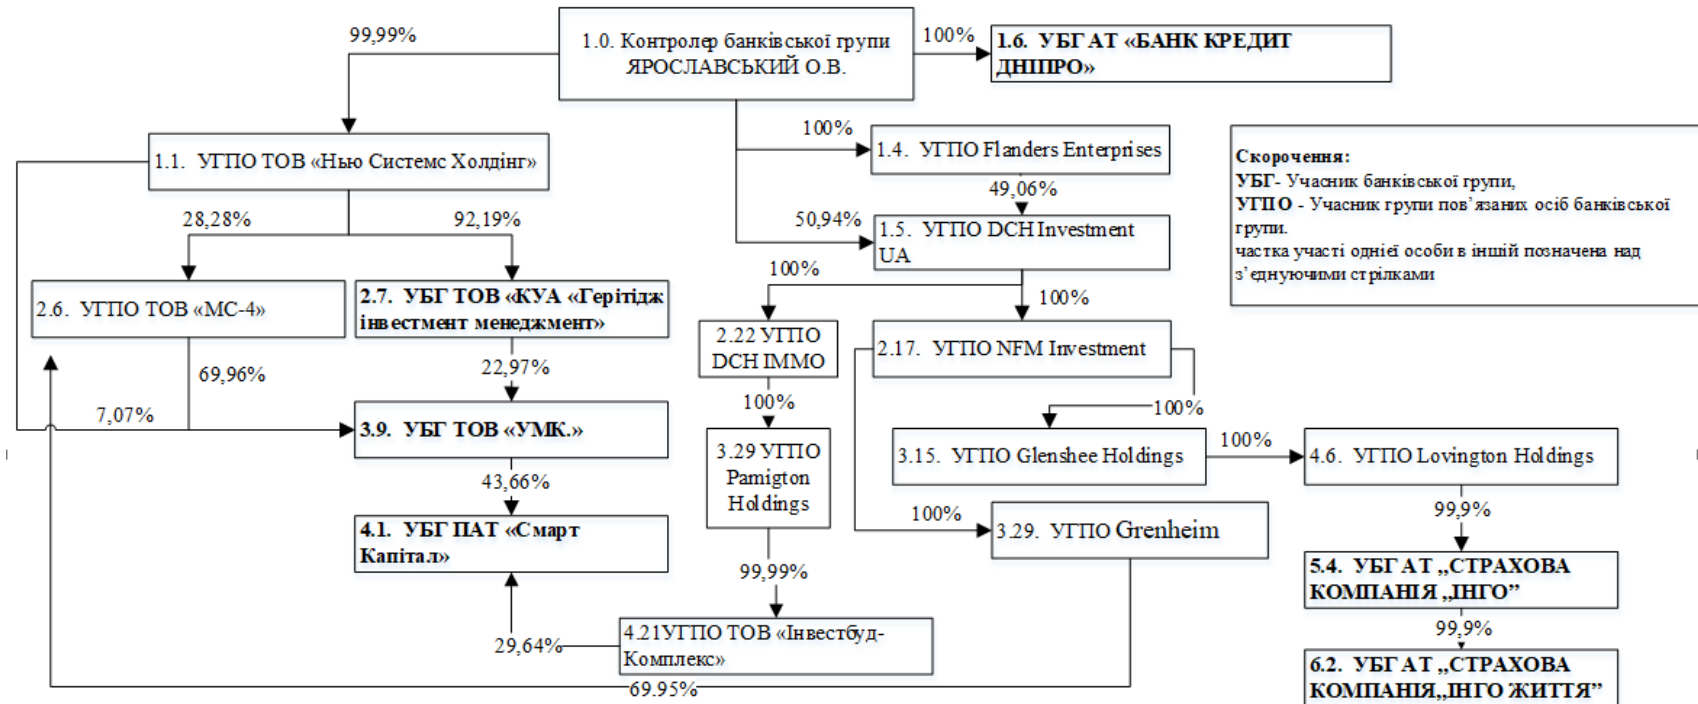 99,99%
1.0. Контролер банківської групи
ЯРОСЛАВСЬКИЙ О.В.
100%
1.6. УБГ АТ «БАНК КРЕДИТ
ДНІПРО»
1.1. УГПО ТОВ «Нью Системс Холдінг»
100%
1.4. УГПО Flanders Enterprises
49,06%
50,94%
1.5. УГПО DCH Investment
UA
Скорочення:
УБГ- Учасник банківської групи,
УГПО - Учасник групи пов’язаних осіб банківської
групи.
частка участі однієї особи в іншій позначена над
з’єднуючими стрілками
28,28%
92,19%
2.6. УГПО ТОВ «МС-4»
2.7. УБГ ТОВ «КУА «Герітідж
інвестмент менеджмент»
100%
100%
2.22 УГПО
DCH IMMO
2.17. УГПО NFM Investment
69,96%
22,97%
7,07%
3.9. УБГ ТОВ «УМК.»
100%
3.29 УГПО
Pamigton
Holdings
100%
3.15. УГПО Glenshee Holdings
100%
4.6. УГПО Lovington Holdings
43,66%
4.1. УБГ ПАТ «Смарт
Капітал»
100%
3.29. УГПО Grenheim
99,9%
5.4. УБГ АТ „СТРАХОВА
КОМПАНІЯ „ІНГО”
99,99%
4.21УГПО ТОВ «Інвестбуд-
Комплекс»
29,64%
99,9%
6.2. УБГ АТ „СТРАХОВА
КОМПАНІЯ„ІНГО ЖИТТЯ”
69.95%